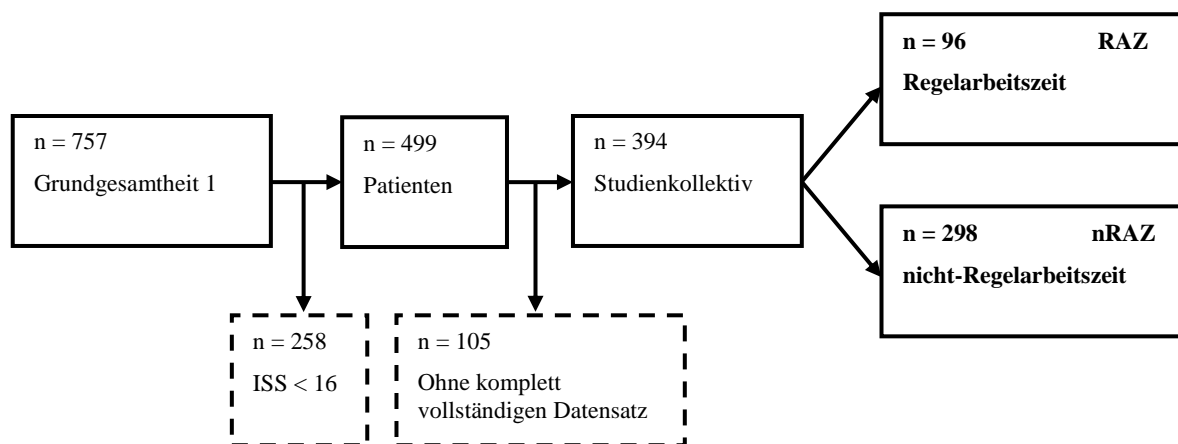 n = 757
Grundgesamtheit 1
n = 499
Patienten
n = 394
Studienkollektiv
n = 96 RAZ
Regelarbeitszeit
n = 298 nRAZ
nicht-Regelarbeitszeit
n = 258
ISS < 16
n = 105
Ohne komplett
vollständigen Datensatz